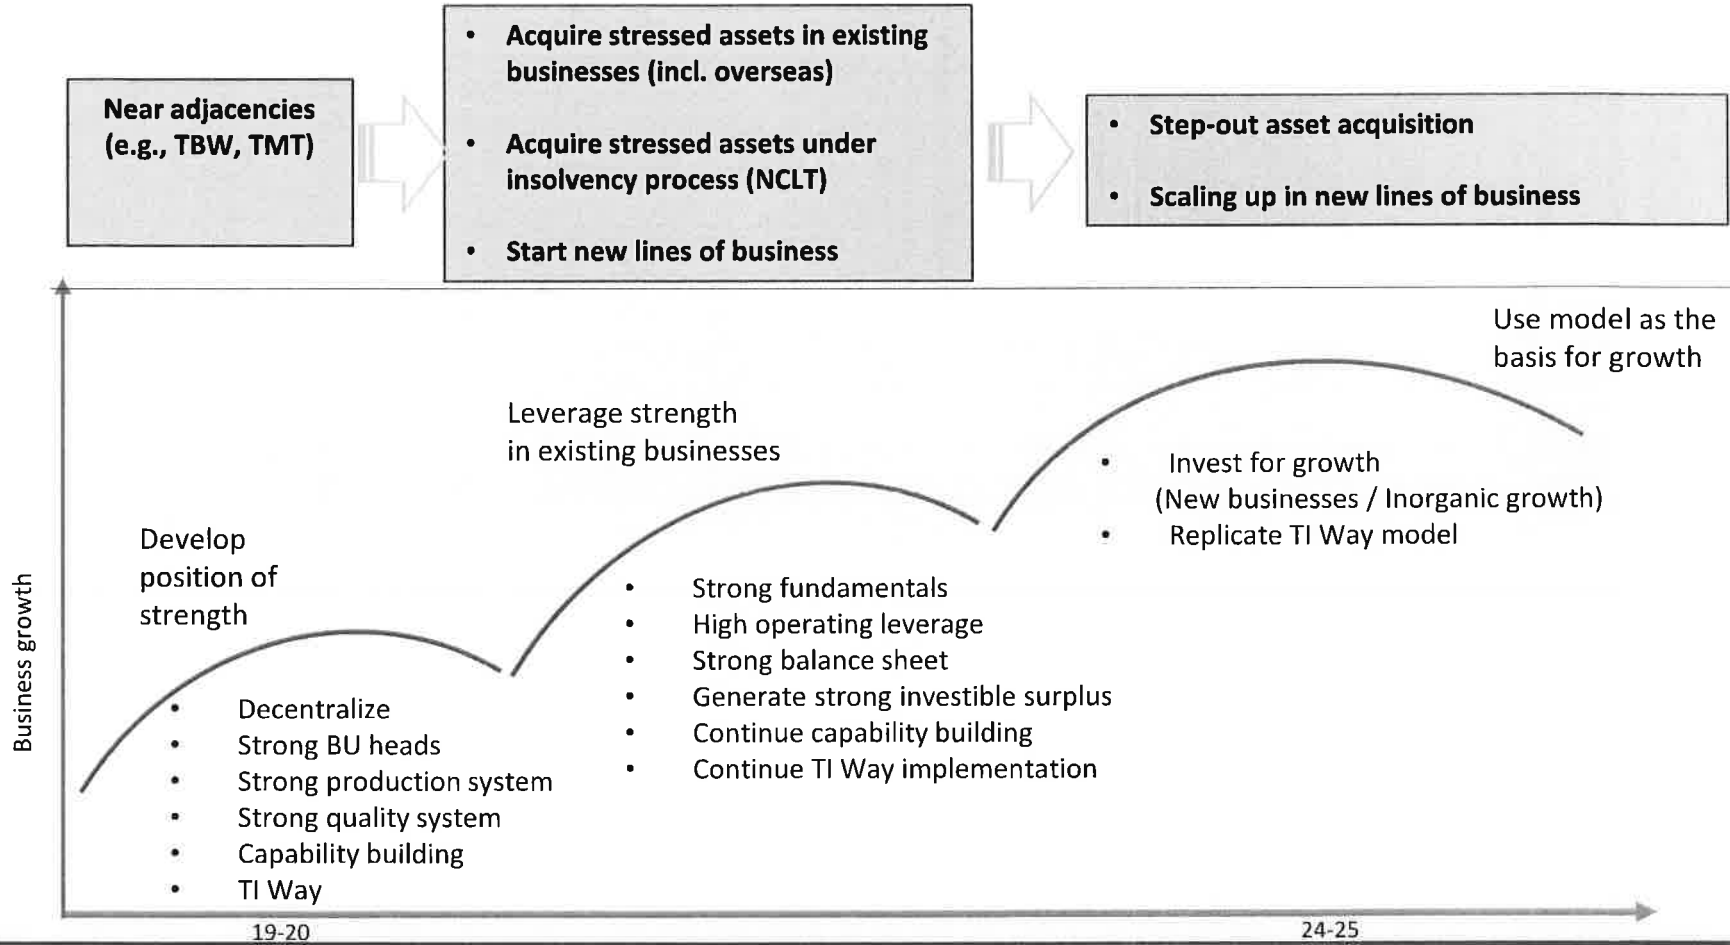 Near adjacencies
(e.g., TBW, TMT)
• Acquire stressed assets in existing
businesses (incl. overseas)
• Acquire stressed assets under
insolvency process (NCLT)
• Start new lines of business
• Step-out asset acquisition
• Scaling up in new lines of business
Business growth
Develop
position of
strength
• Decentralize
• Strong BU heads
• Strong production system
• Strong quality system
• Capability building
• TI Way
Leverage strength
in existing businesses
• Strong fundamentals
• High operating leverage
• Strong balance sheet
• Generate strong investible surplus
• Continue capability building
• Continue TI Way implementation
Use model as the
basis for growth
• Invest for growth
(New businesses / Inorganic growth)
• Replicate TI Way model
19-20
24-25